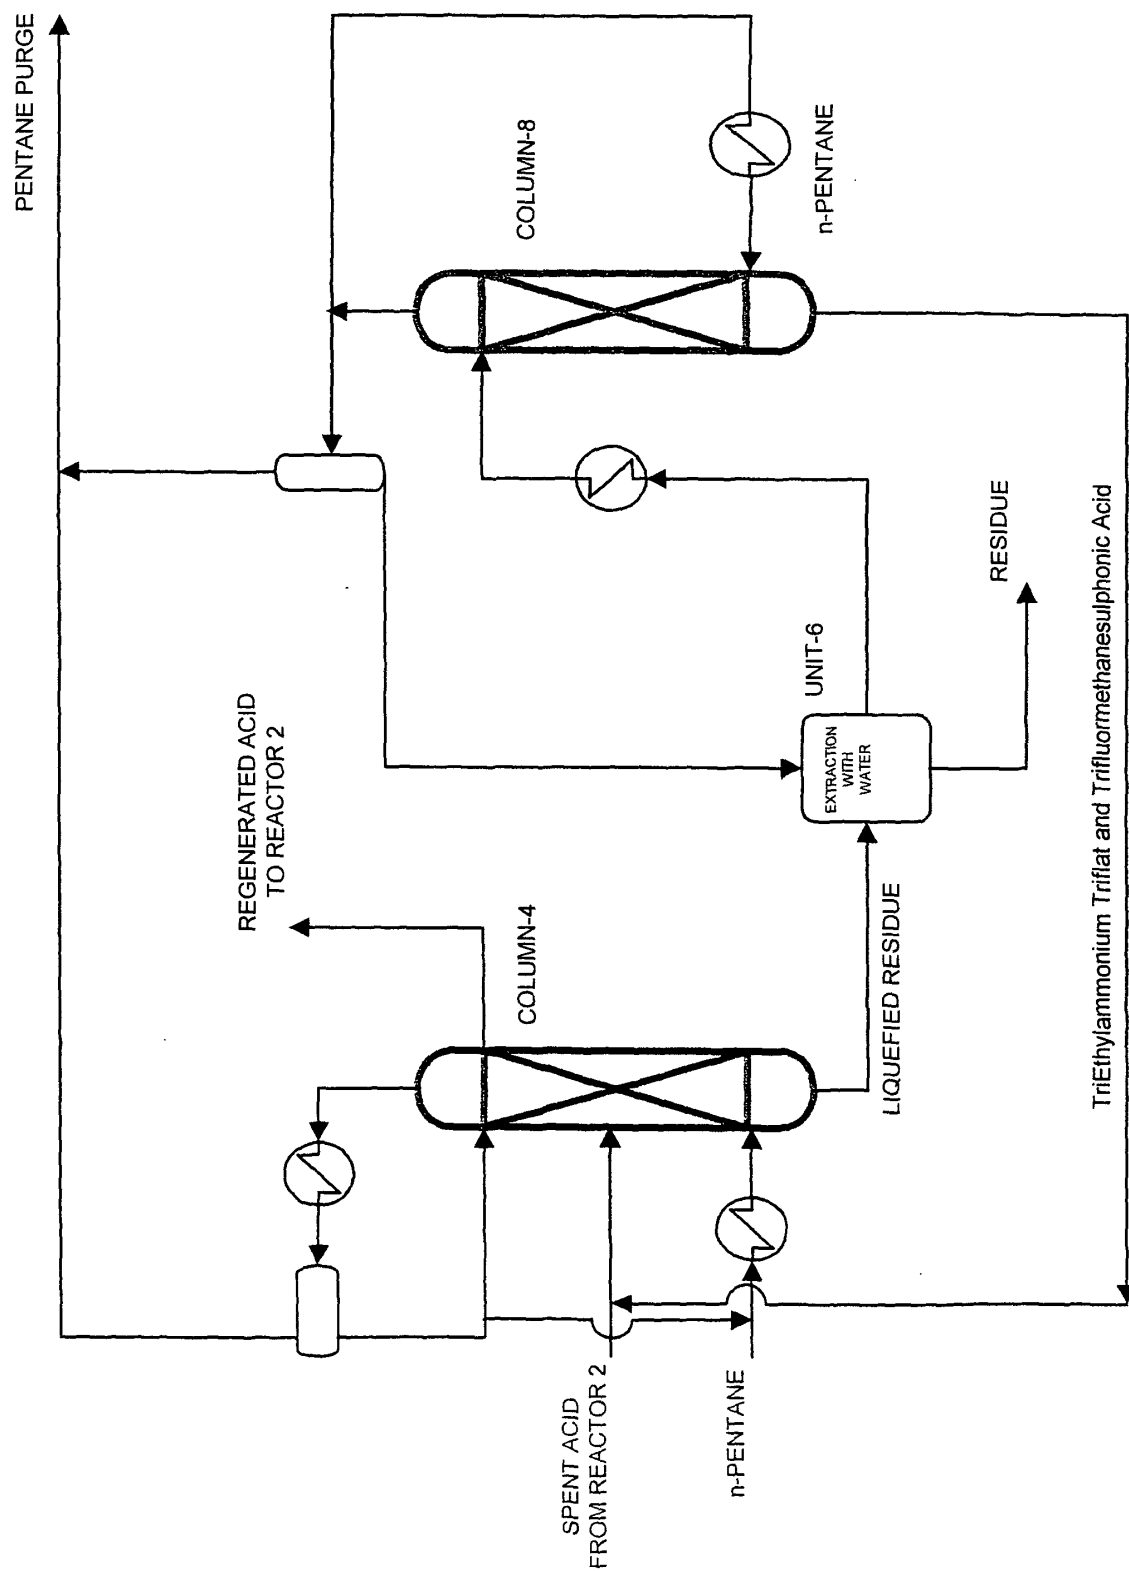 PENTANE PURGE
COLUMN-8
n-PENTANE
REGENERATED ACID
TO REACTOR 2
COLUMN-4
UNIT-6
EXTRACTION
WITH
WATER
RESIDUE
LIQUEFIED RESIDUE
SPENT ACID
FROM REACTOR 2
n-PENTANE
TriEthylammonium Triflat and Trifluormethanesulphonic Acid